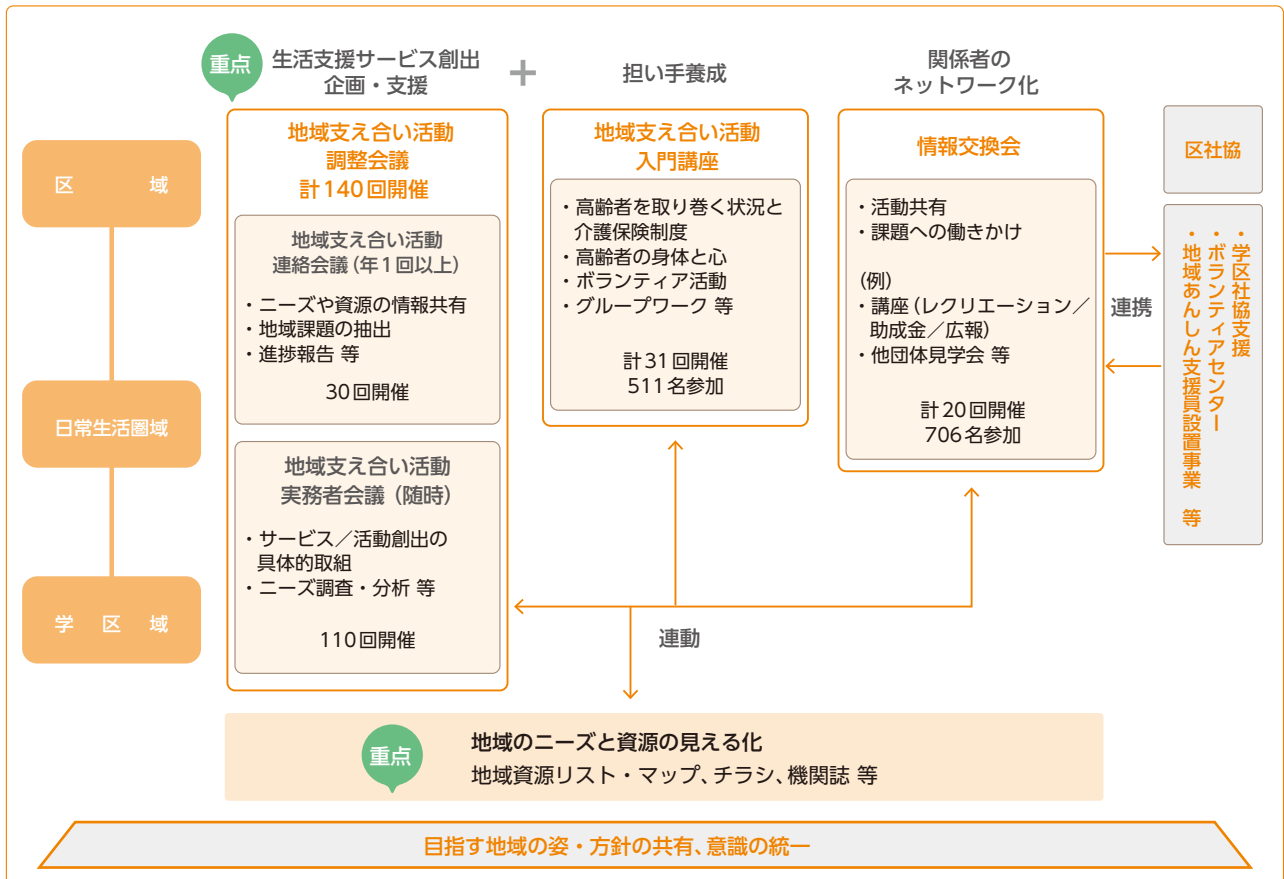 重点
生活支援サービス創出
企画・支援
+
担い手養成
関係者の
ネットワーク化
区域
日常生活圏域
学区域
地域支え合い活動
調整会議
計140回開催
地域支え合い活動
連絡会議（年1回以上）
・ニーズや資源の情報共有
・地域課題の抽出
・進捗報告 等
30回開催
地域支え合い活動
実務者会議（随時）
・サービス／活動創出の
具体的取組
・ニーズ調査・分析 等
110回開催
地域支え合い活動
入門講座
・高齢者を取り巻く状況と
介護保険制度
・高齢者の身体と心
・ボランティア活動
・グループワーク 等
計31回開催
511名参加
情報交換会
・活動共有
・課題への働きかけ
（例）
・講座（レクリエーション／
助成金／広報）
・他団体見学会 等
計20回開催
706名参加
連携
区社協
・学区社協支援
・ボランティアセンター
・地域あんしん支援員設置事業 等
連動
重点
地域のニーズと資源の見える化
地域資源リスト・マップ、チラシ、機関誌 等
目指す地域の姿・方針の共有、意識の統一